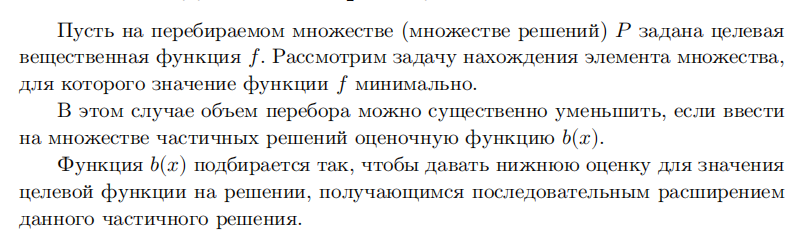 Пусть на перебираемом множестве (множестве решений) P задана целевая
вещественная функция f. Рассмотрим задачу нахождения элемента множества,
для которого значение функции f минимально.
В этом случае объем перебора можно существенно уменьшить, если ввести
на множестве частичных решений оценочную функцию b(x).
Функция b(x) подбирается так, чтобы давать нижнюю оценку для значения
целевой функции на решении, получающимся последовательным расширением
данного частичного решения.